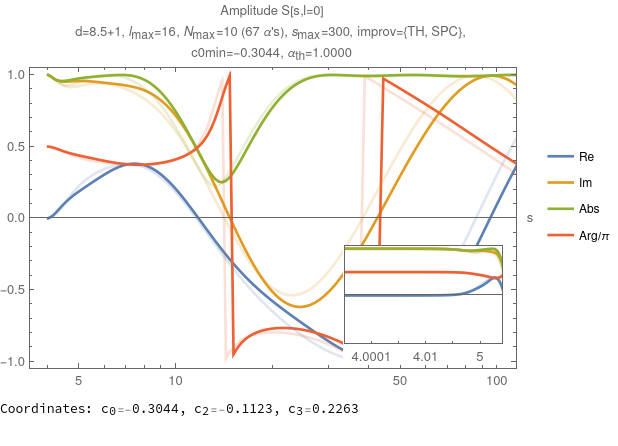 Amplitude S[s,l=0]
d=8.5+1, lmax=16, Nmax=10 (67 α's), smax=300, improv={TH, SPC},
c0min=−0.3044, αth=1.0000
1.0
0.5
0.0
−0.5
−1.0
5
10
50
100
s
4.0001
4.01
5
Re
Im
Abs
Arg/π
Coordinates: c0=−0.3044, c2=−0.1123, c3=0.2263